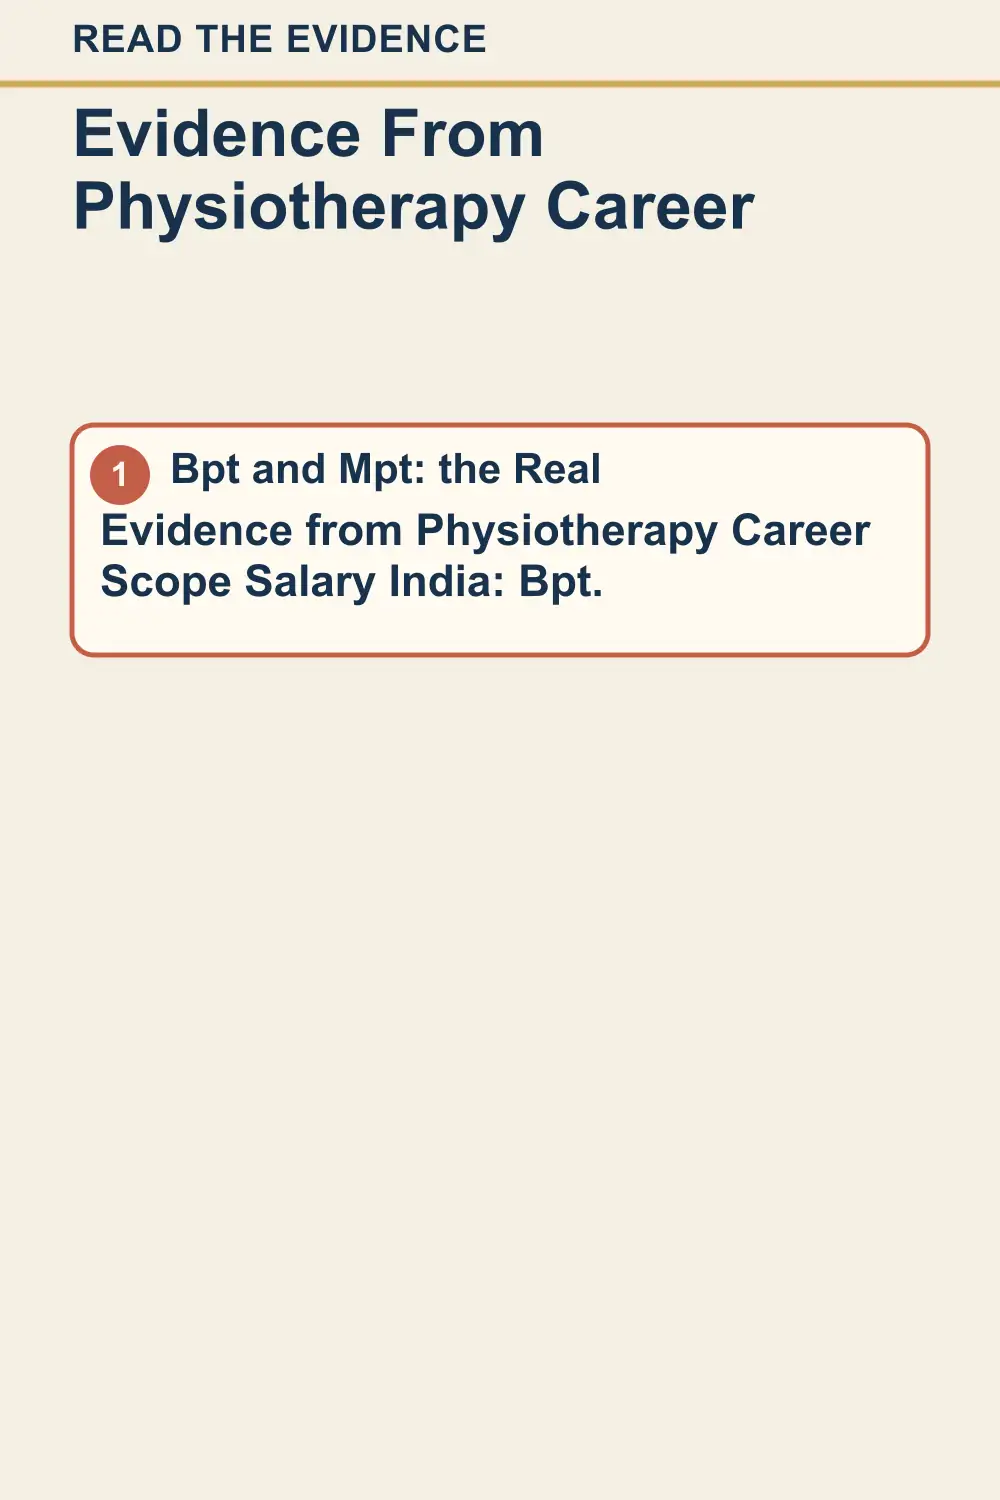 READ THE EVIDENCE
Evidence From
Physiotherapy Career
1 Bpt and Mpt: the Real
Evidence from Physiotherapy Career
Scope Salary India: Bpt.